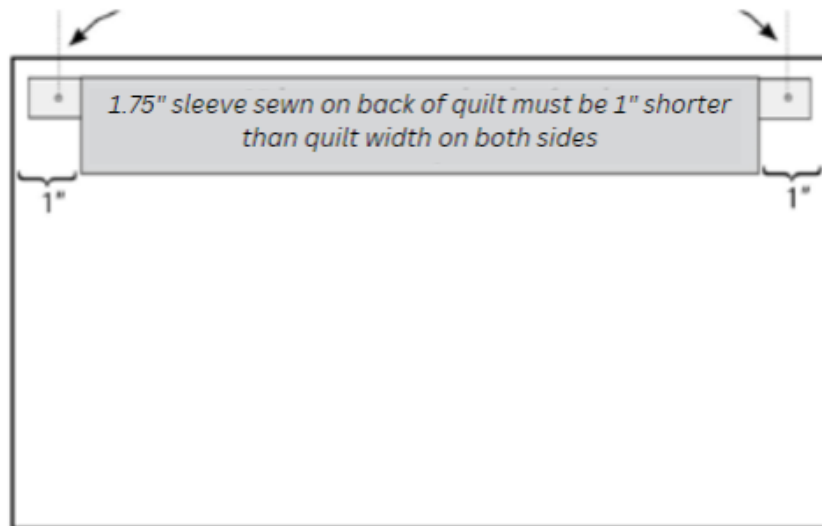 1.75" sleeve sewn on back of quilt must be 1" shorter
than quilt width on both sides
1"
1"